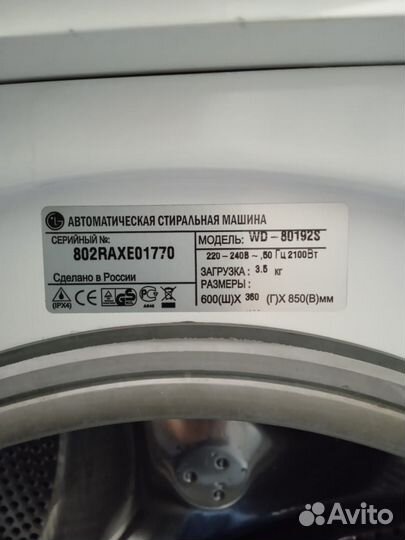 LG АВТОМАТИЧЕСКАЯ СТИРАЛЬНАЯ МАШИНА
СЕРИЙНЫЙ №:
802RAXE01770
Сделано в России
(IPX4)
МОДЕЛЬ: WD-80192S
220-240В ~, 50 Гц 2100Вт
ЗАГРУЗКА : 3.5 кг
РАЗМЕРЫ :
600(Ш)X 360 (Г)X 850(В)мм
Avito